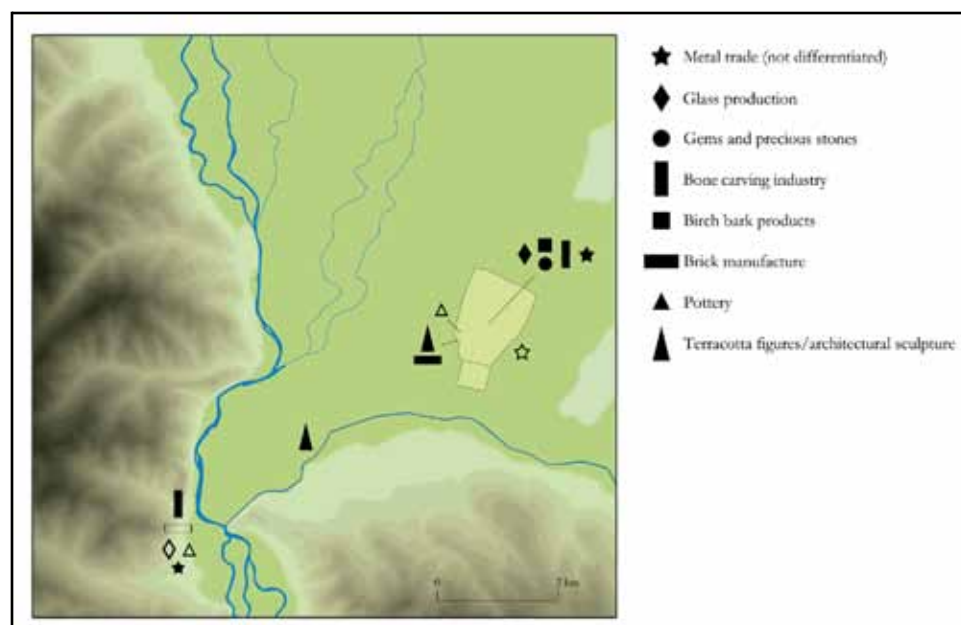 Metal trade (not differentiated)
Glass production
Gems and precious stones
Bone carving industry
Birch bark products
Brick manufacture
Pottery
Terracotta figures/architectural sculpture
0
km